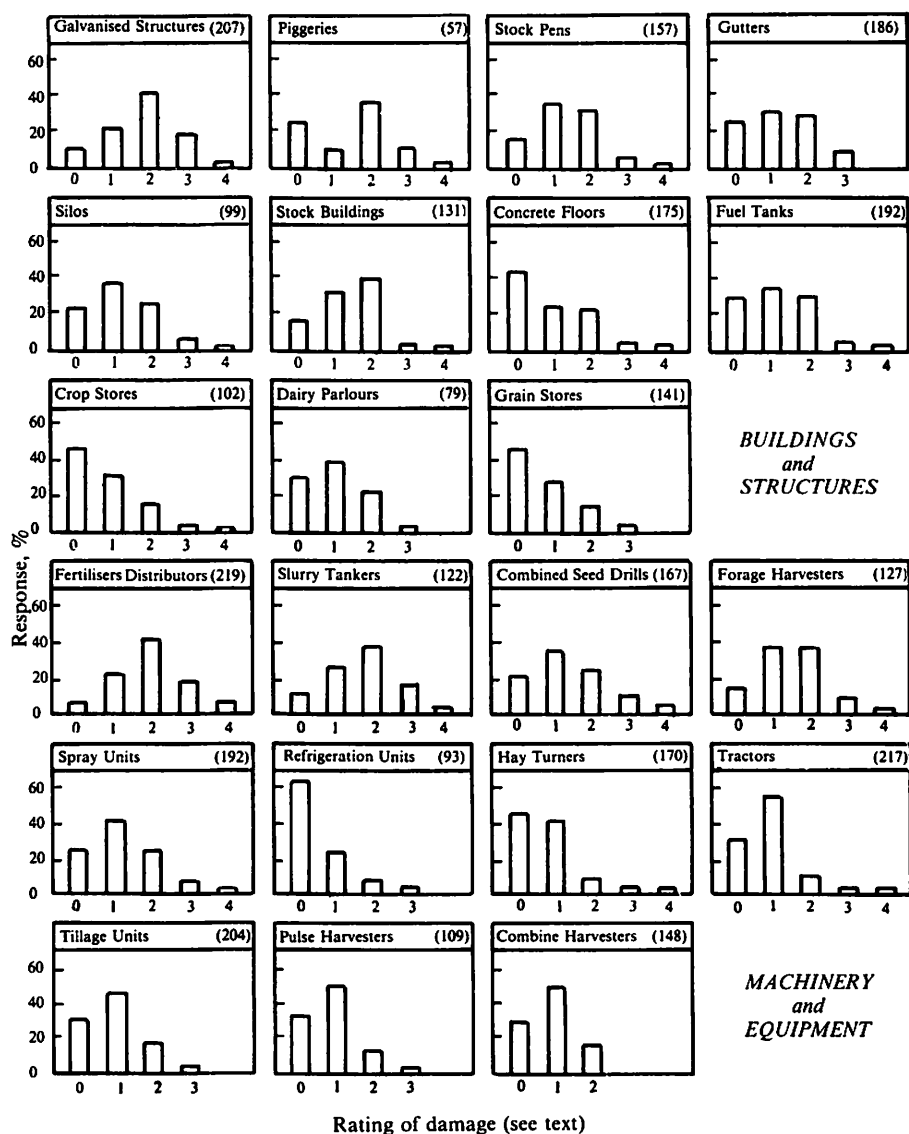 Galvanised Structures (207) Piggeries (57) Stock Pens (157) Gutters (186)
60
40
20
0
0 1 2 3 4 0 1 2 3 4 0 1 2 3 4 0 1 2 3
Silos (99) Stock Buildings (131) Concrete Floors (175) Fuel Tanks (192)
60
40
20
0
0 1 2 3 4 0 1 2 3 4 0 1 2 3 4 0 1 2 3 4
Crop Stores (102) Dairy Parlours (79) Grain Stores (141)
60
40
20
0
0 1 2 3 4 0 1 2 3 0 1 2 3
BUILDINGS
and
STRUCTURES
Response, %
Fertilisers Distributors (219) Slurry Tankers (122) Combined Seed Drills (167) Forage Harvesters (127)
60
40
20
0
0 1 2 3 4 0 1 2 3 4 0 1 2 3 4 0 1 2 3 4
Spray Units (192) Refrigeration Units (93) Hay Turners (170) Tractors (217)
60
40
20
0
0 1 2 3 4 0 1 2 3 0 1 2 3 4 0 1 2 3 4
Tillage Units (204) Pulse Harvesters (109) Combine Harvesters (148)
60
40
20
0
0 1 2 3 0 1 2 3 0 1 2
MACHINERY
and
EQUIPMENT
Rating of damage (see text)